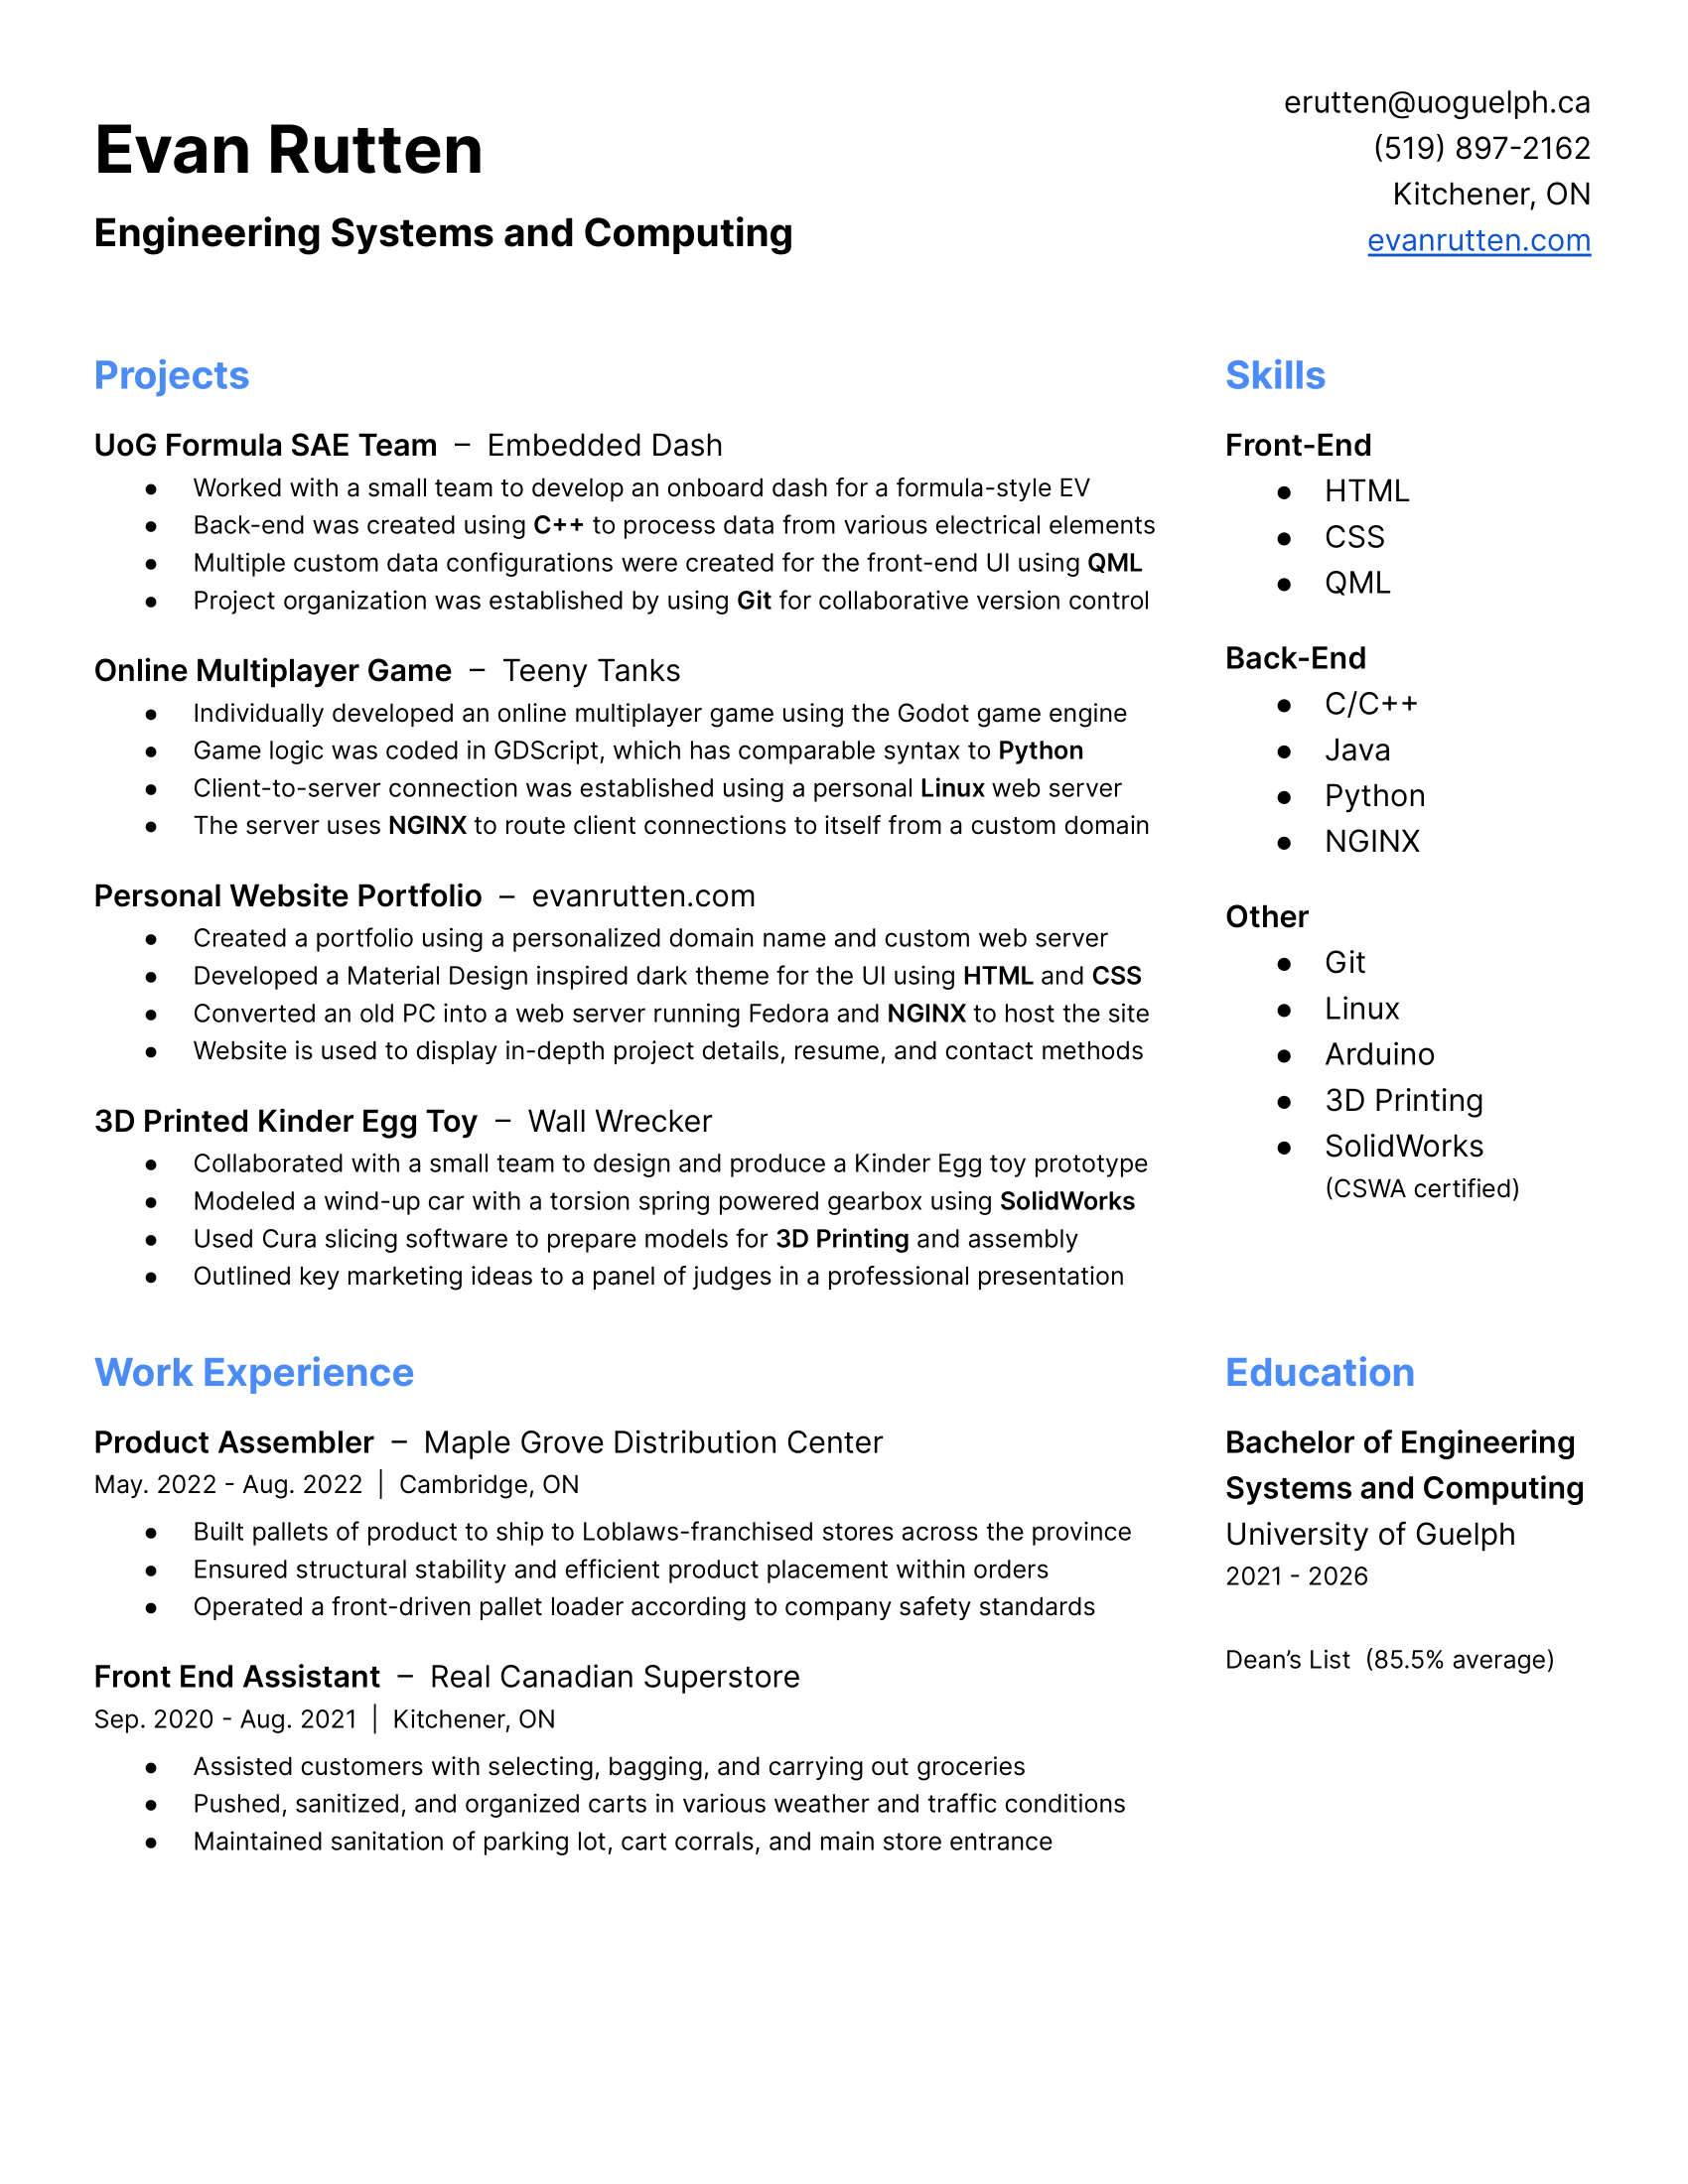 Evan Rutten
Engineering Systems and Computing
erutten@uoguelph.ca
(519) 897-2162
Kitchener, ON
evanrutten.com
Projects
UoG Formula SAE Team – Embedded Dash
● Worked with a small team to develop an onboard dash for a formula-style EV
● Back-end was created using C++ to process data from various electrical elements
● Multiple custom data configurations were created for the front-end UI using QML
● Project organization was established by using Git for collaborative version control
Online Multiplayer Game – Teeny Tanks
● Individually developed an online multiplayer game using the Godot game engine
● Game logic was coded in GDScript, which has comparable syntax to Python
● Client-to-server connection was established using a personal Linux web server
● The server uses NGINX to route client connections to itself from a custom domain
Personal Website Portfolio – evanrutten.com
● Created a portfolio using a personalized domain name and custom web server
● Developed a Material Design inspired dark theme for the UI using HTML and CSS
● Converted an old PC into a web server running Fedora and NGINX to host the site
● Website is used to display in-depth project details, resume, and contact methods
3D Printed Kinder Egg Toy – Wall Wrecker
● Collaborated with a small team to design and produce a Kinder Egg toy prototype
● Modeled a wind-up car with a torsion spring powered gearbox using SolidWorks
● Used Cura slicing software to prepare models for 3D Printing and assembly
● Outlined key marketing ideas to a panel of judges in a professional presentation
Skills
Front-End
● HTML
● CSS
● QML
Back-End
● C/C++
● Java
● Python
● NGINX
Other
● Git
● Linux
● Arduino
● 3D Printing
● SolidWorks
(CSWA certified)
Work Experience
Product Assembler – Maple Grove Distribution Center
May. 2022 - Aug. 2022 | Cambridge, ON
● Built pallets of product to ship to Loblaws-franchised stores across the province
● Ensured structural stability and efficient product placement within orders
● Operated a front-driven pallet loader according to company safety standards
Front End Assistant – Real Canadian Superstore
Sep. 2020 - Aug. 2021 | Kitchener, ON
● Assisted customers with selecting, bagging, and carrying out groceries
● Pushed, sanitized, and organized carts in various weather and traffic conditions
● Maintained sanitation of parking lot, cart corrals, and main store entrance
Education
Bachelor of Engineering
Systems and Computing
University of Guelph
2021 - 2026
Dean’s List (85.5% average)